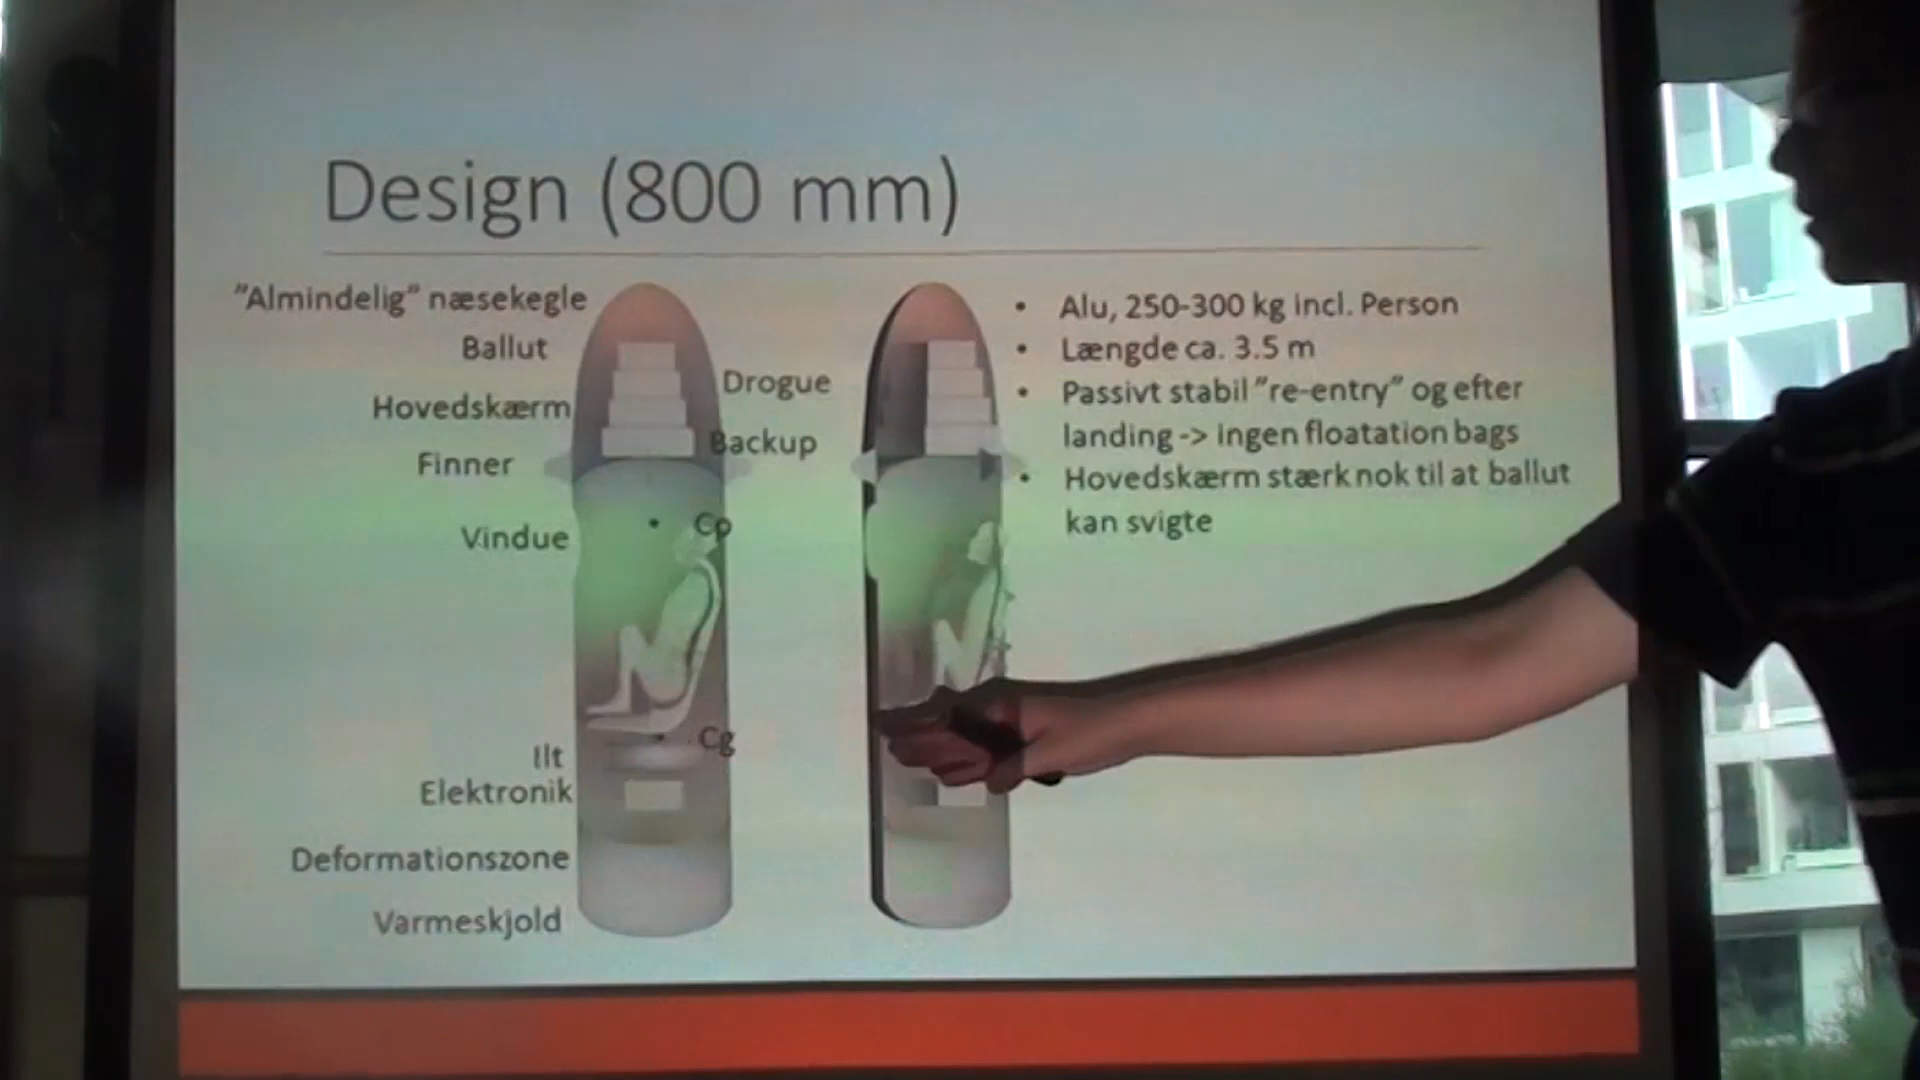 Design (800 mm)
"Almindelig" næsekegle
Ballut
Drogue
Hovedskærm
Backup
Finner
Vindue
Cp
Cg
Ilt
Elektronik
Deformationszone
Varmeskjold
• Alu, 250-300 kg incl. Person
• Længde ca. 3.5 m
• Passivt stabil "re-entry" og efter
landing -> ingen floatation bags
• Hovedskærm stærk nok til at ballut
kan svigte